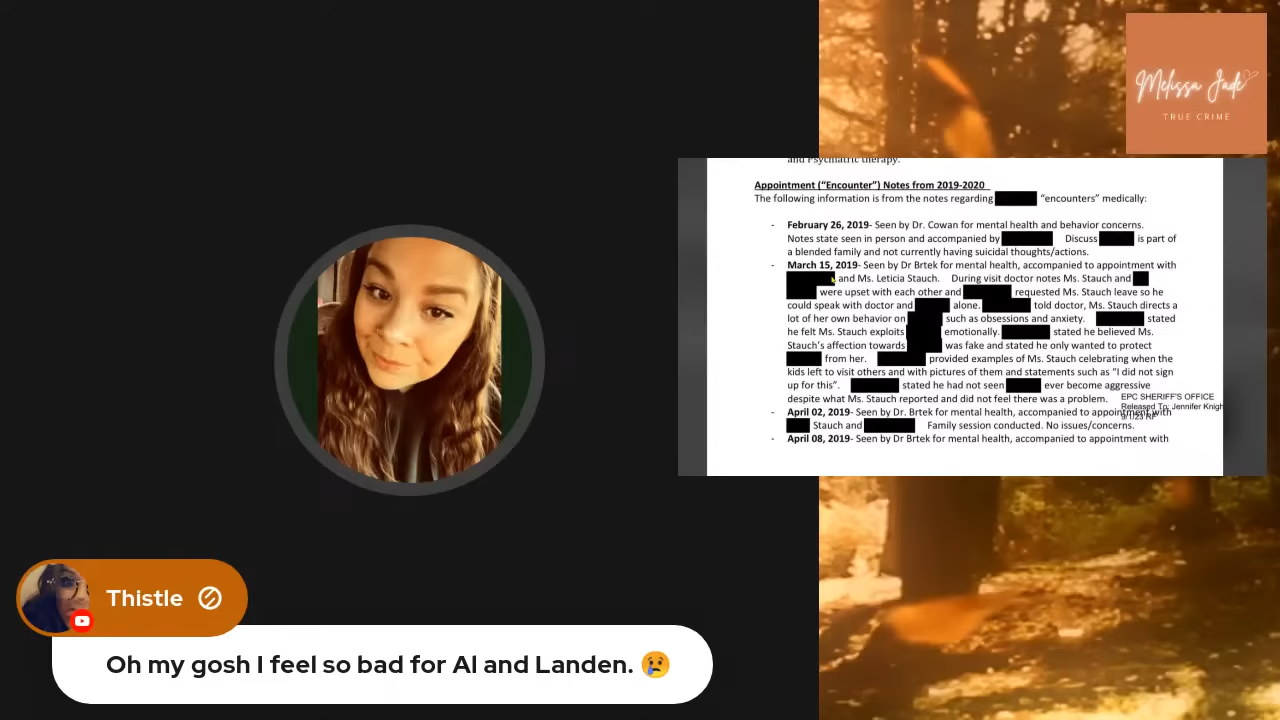 Melissa Jade
TRUE CRIME
and Psychiatric therapy.
Appointment ("Encounter") Notes from 2019-2020
The following information is from the notes regarding "encounters" medically:
- February 26, 2019- Seen by Dr. Cowan for mental health and behavior concerns.
Notes state seen in person and accompanied by Discuss is part of
a blended family and not currently having suicidal thoughts/actions.
- March 15, 2019- Seen by Dr Brtek for mental health, accompanied to appointment with
and Ms. Leticia Stauch. During visit doctor notes Ms. Stauch and
were upset with each other and requested Ms. Stauch leave so he
could speak with doctor and alone. told doctor, Ms. Stauch directs a
lot of her own behavior on such as obsessions and anxiety. stated
he felt Ms. Stauch exploits emotionally. stated he believed Ms.
Stauch's affection towards was fake and stated he only wanted to protect
from her. provided examples of Ms. Stauch celebrating when the
kids left to visit others and with pictures of them and statements such as "I did not sign
up for this". stated he had not seen ever become aggressive
despite what Ms. Stauch reported and did not feel there was a problem.
EPC SHERIFF'S OFFICE
Released To: Jennifer Knigh
9/1/23 RP
- April 02, 2019- Seen by Dr. Brtek for mental health, accompanied to appointment with
Stauch and Family session conducted. No issues/concerns.
- April 08, 2019- Seen by Dr Brtek for mental health, accompanied to appointment with
Thistle
Oh my gosh I feel so bad for Al and Landen. 😢